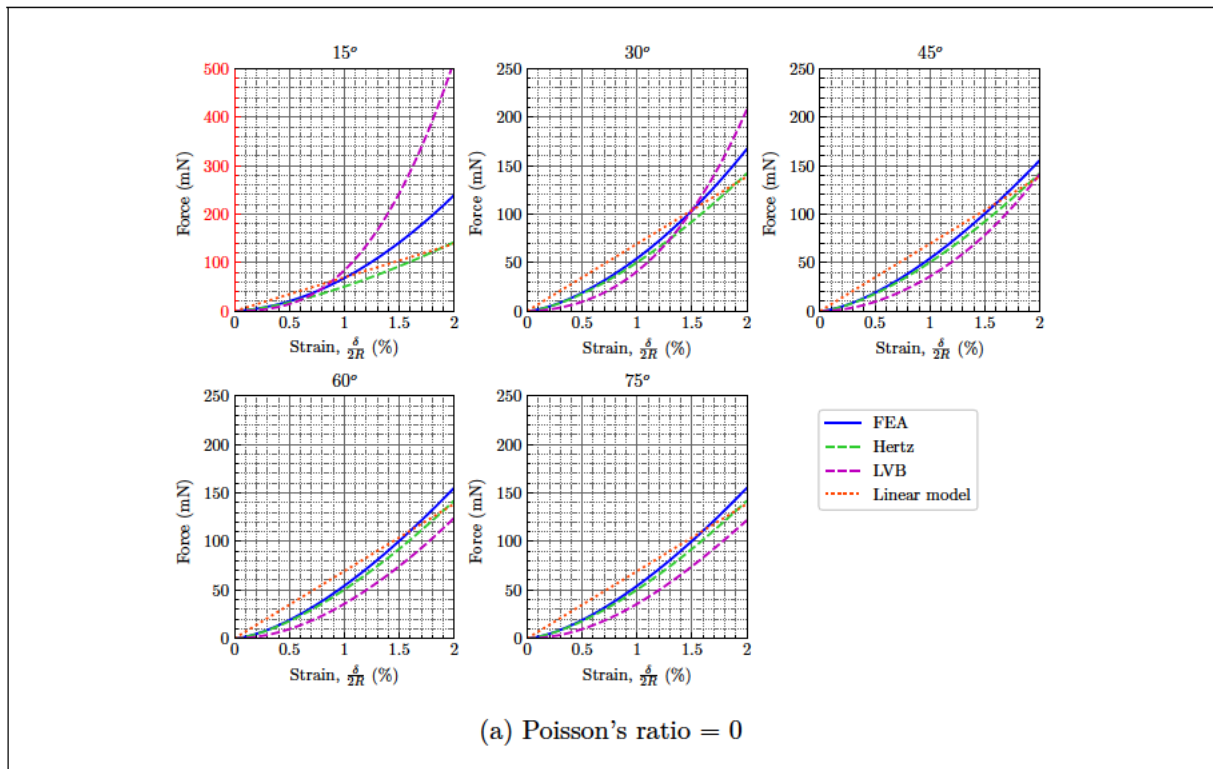 15°
500
400
300
200
100
0
Force (mN)
0 0.5 1 1.5 2
Strain, δ/2R (%)
30°
250
200
150
100
50
0
Force (mN)
0 0.5 1 1.5 2
Strain, δ/2R (%)
45°
250
200
150
100
50
0
Force (mN)
0 0.5 1 1.5 2
Strain, δ/2R (%)
60°
250
200
150
100
50
0
Force (mN)
0 0.5 1 1.5 2
Strain, δ/2R (%)
75°
250
200
150
100
50
0
Force (mN)
0 0.5 1 1.5 2
Strain, δ/2R (%)
FEA
Hertz
LVB
Linear model
(a) Poisson's ratio = 0